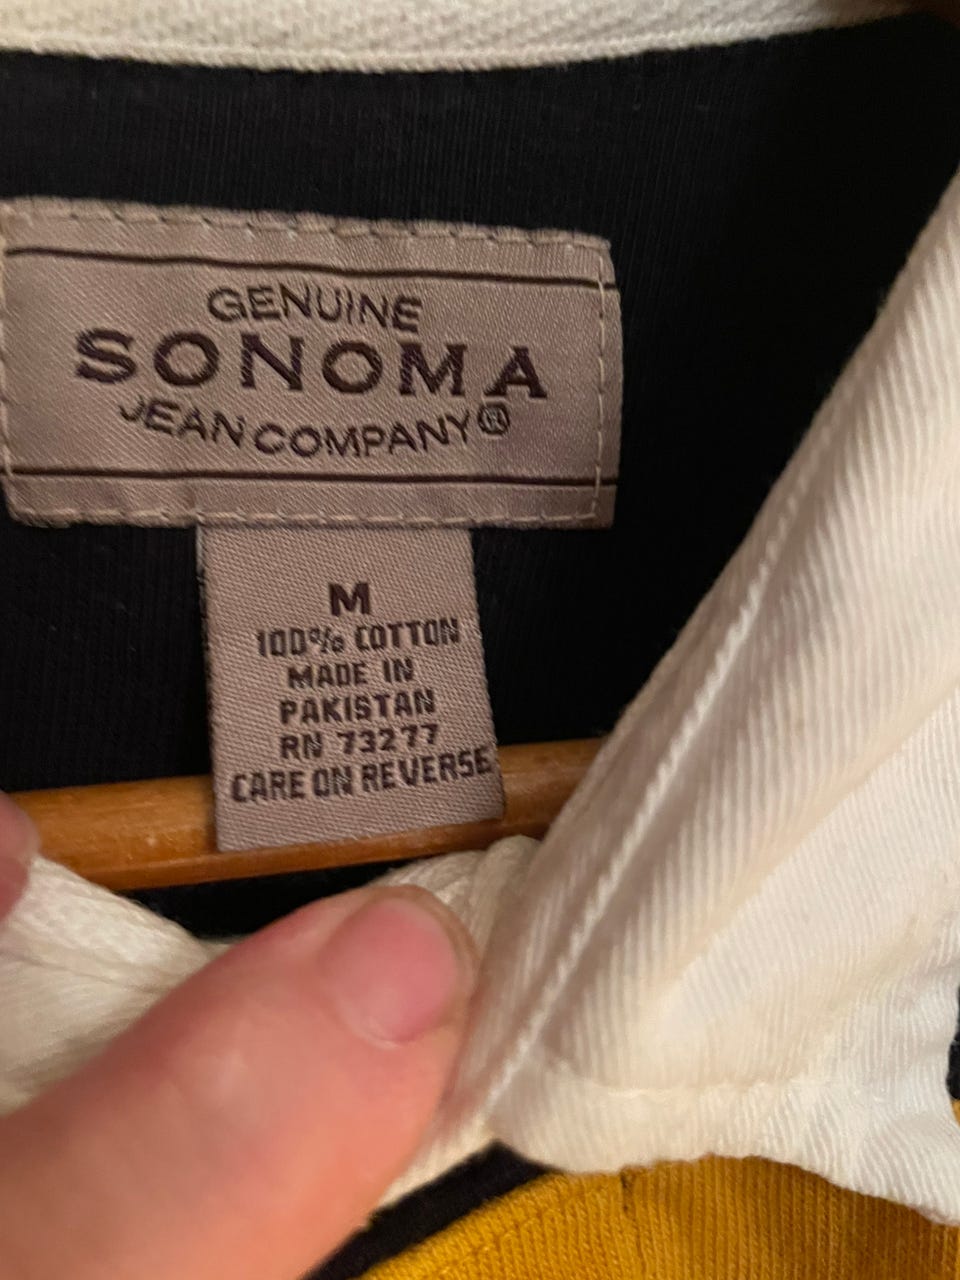 GENUINE
SONOMA
JEAN COMPANY®
M
100% COTTON
MADE IN
PAKISTAN
RN 73277
CARE ON REVERSE